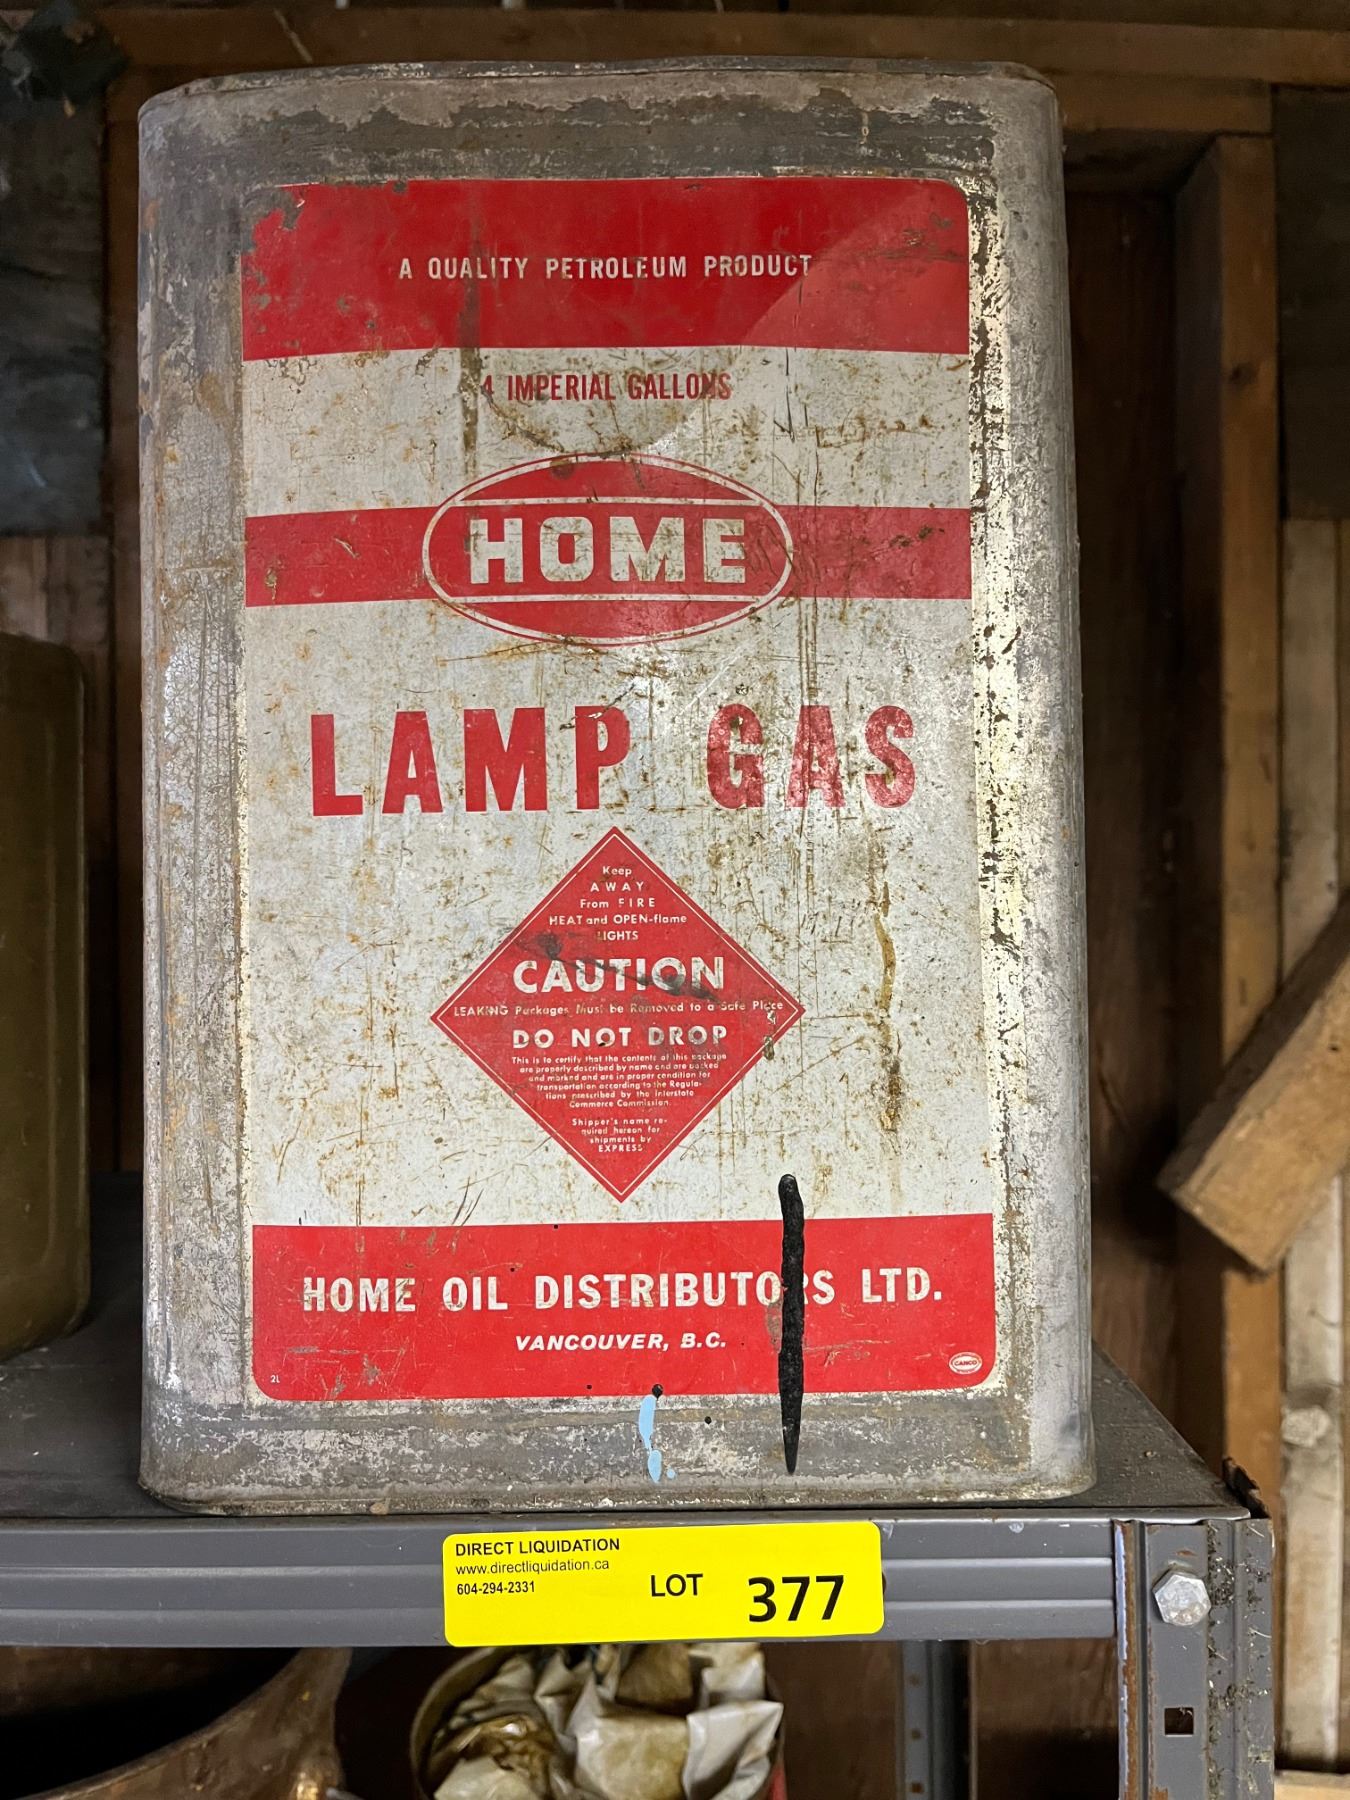 A QUALITY PETROLEUM PRODUCT
4 IMPERIAL GALLONS
HOME
LAMP GAS
Keep
AWAY
From FIRE
HEAT and OPEN-flame
LIGHTS
CAUTION
LEAKING Packages Must be Removed to a Safe Place
DO NOT DROP
This is to certify that the contents of this package
are properly described by name and are packed
and marked and are in proper condition for
transportation according to the Regula-
tions prescribed by the Interstate
Commerce Commission.
Shipper's name re-
quired hereon for
shipments by
EXPRESS
HOME OIL DISTRIBUTORS LTD.
VANCOUVER, B.C.
2L
CANCO
DIRECT LIQUIDATION
www.directliquidation.ca
604-294-2331
LOT 377